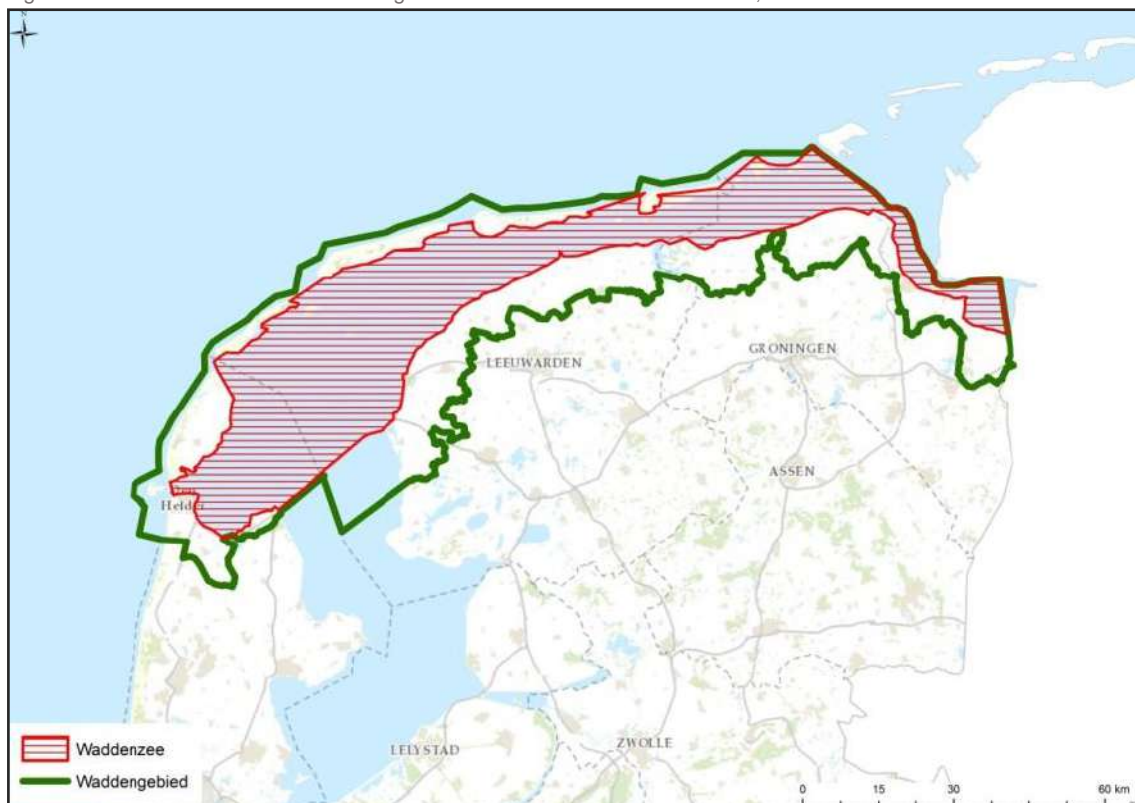 N
LEEUWARDEN
GRONINGEN
Helder
ASSEN
LELYSTAD
ZWOLLE
Waddenzee
Waddengebied
0 15 30 60 km